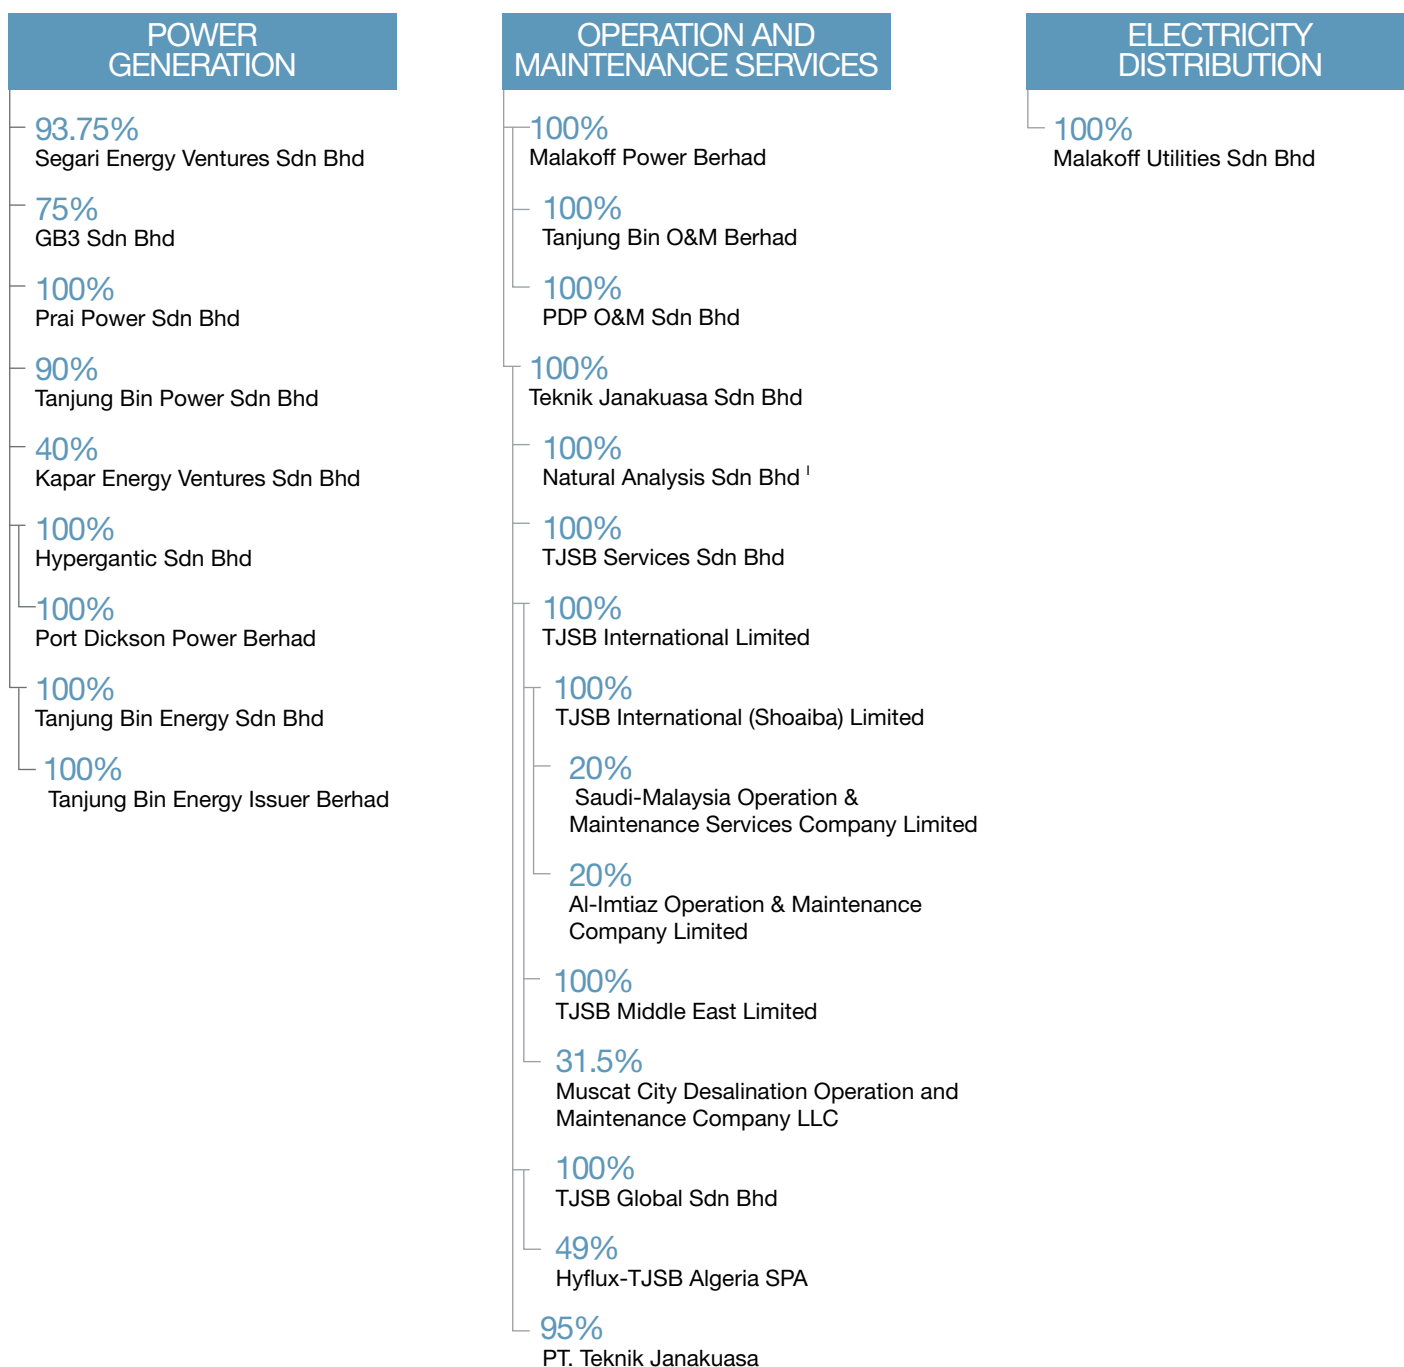 POWER
GENERATION
93.75%
Segari Energy Ventures Sdn Bhd
75%
GB3 Sdn Bhd
100%
Prai Power Sdn Bhd
90%
Tanjung Bin Power Sdn Bhd
40%
Kapar Energy Ventures Sdn Bhd
100%
Hypergantic Sdn Bhd
100%
Port Dickson Power Berhad
100%
Tanjung Bin Energy Sdn Bhd
100%
Tanjung Bin Energy Issuer Berhad
OPERATION AND
MAINTENANCE SERVICES
100%
Malakoff Power Berhad
100%
Tanjung Bin O&M Berhad
100%
PDP O&M Sdn Bhd
100%
Teknik Janakuasa Sdn Bhd
100%
Natural Analysis Sdn Bhd I
100%
TJSB Services Sdn Bhd
100%
TJSB International Limited
100%
TJSB International (Shoaiba) Limited
20%
Saudi-Malaysia Operation &
Maintenance Services Company Limited
20%
Al-Imtiaz Operation & Maintenance
Company Limited
100%
TJSB Middle East Limited
31.5%
Muscat City Desalination Operation and
Maintenance Company LLC
100%
TJSB Global Sdn Bhd
49%
Hyflux-TJSB Algeria SPA
95%
PT. Teknik Janakuasa
ELECTRICITY
DISTRIBUTION
100%
Malakoff Utilities Sdn Bhd